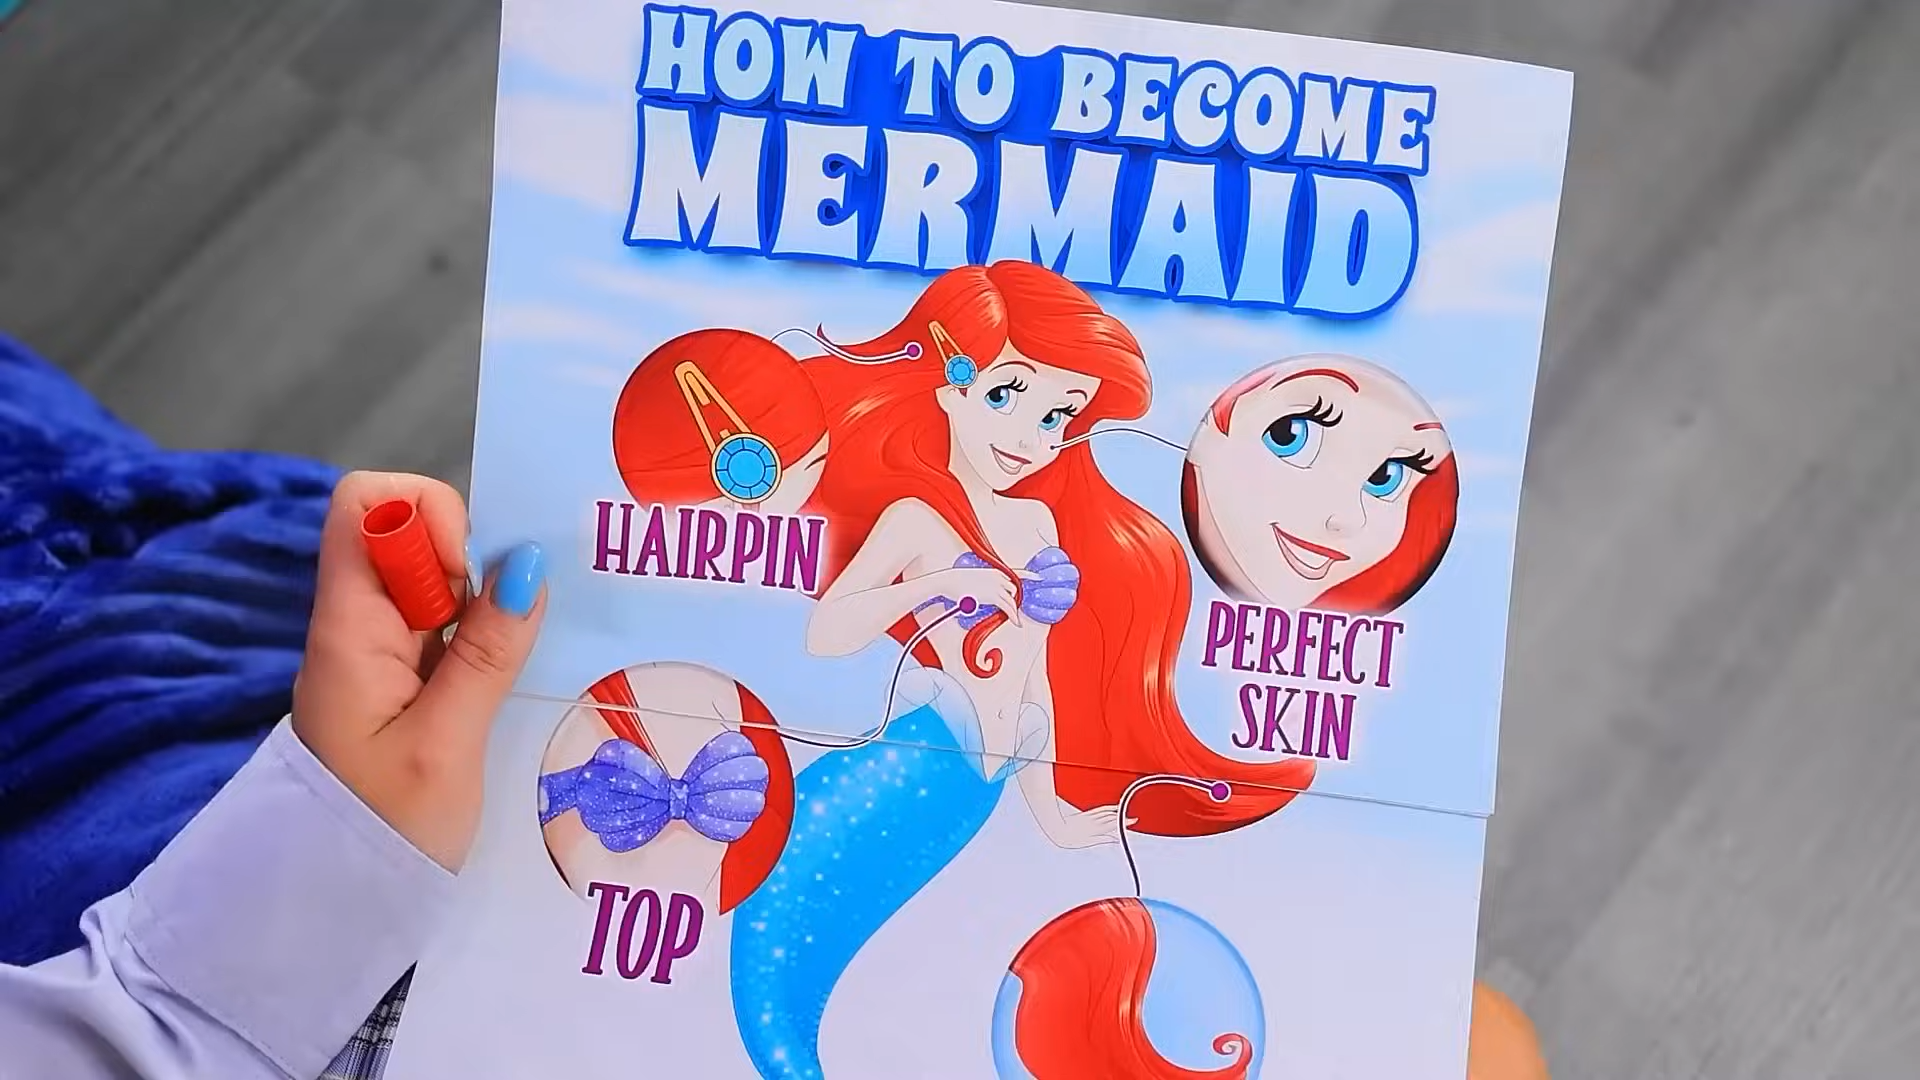 HOW TO BECOME
MERMAID
HAIRPIN
PERFECT
SKIN
TOP